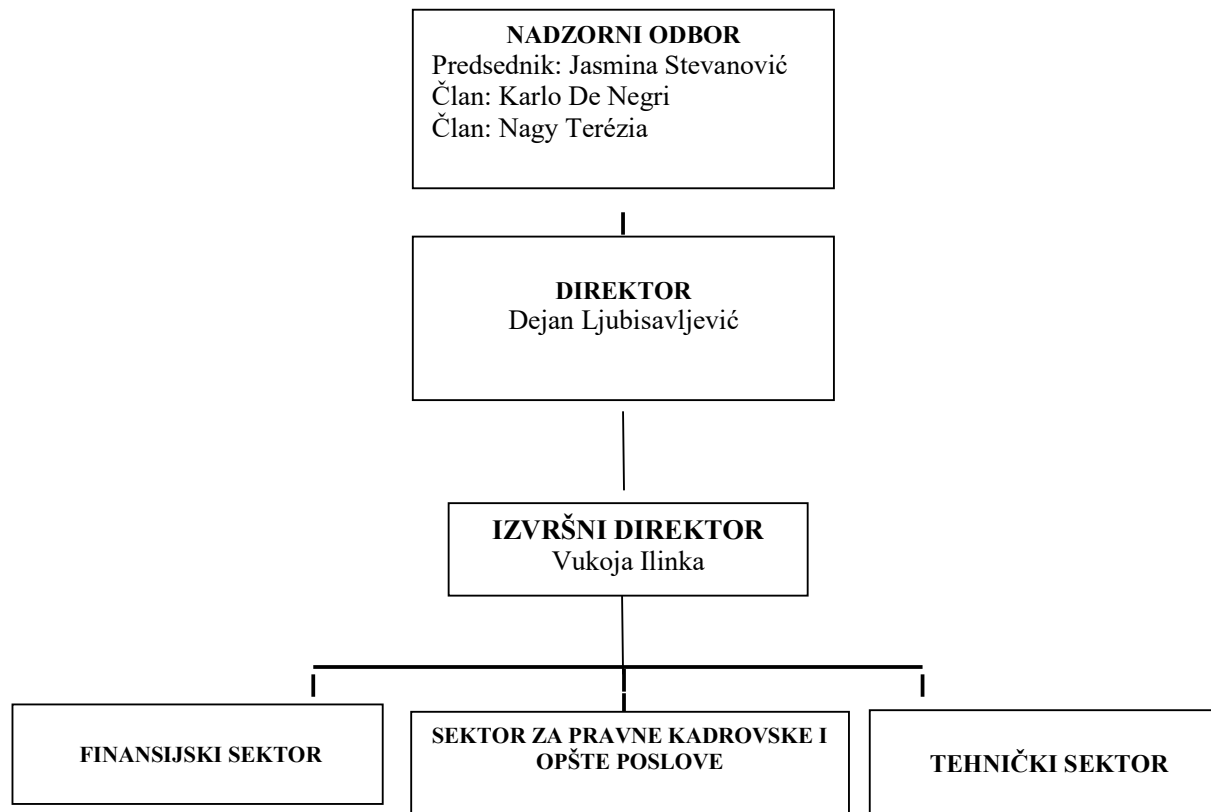 NADZORNI ODBOR
Predsednik: Jasmina Stevanović
Član: Karlo De Negri
Član: Nagy Terézia
DIREKTOR
Dejan Ljubisavljević
IZVRŠNI DIREKTOR
Vukoja Ilinka
FINANSIJSKI SEKTOR
SEKTOR ZA PRAVNE KADROVSKE I
OPŠTE POSLOVE
TEHNIČKI SEKTOR